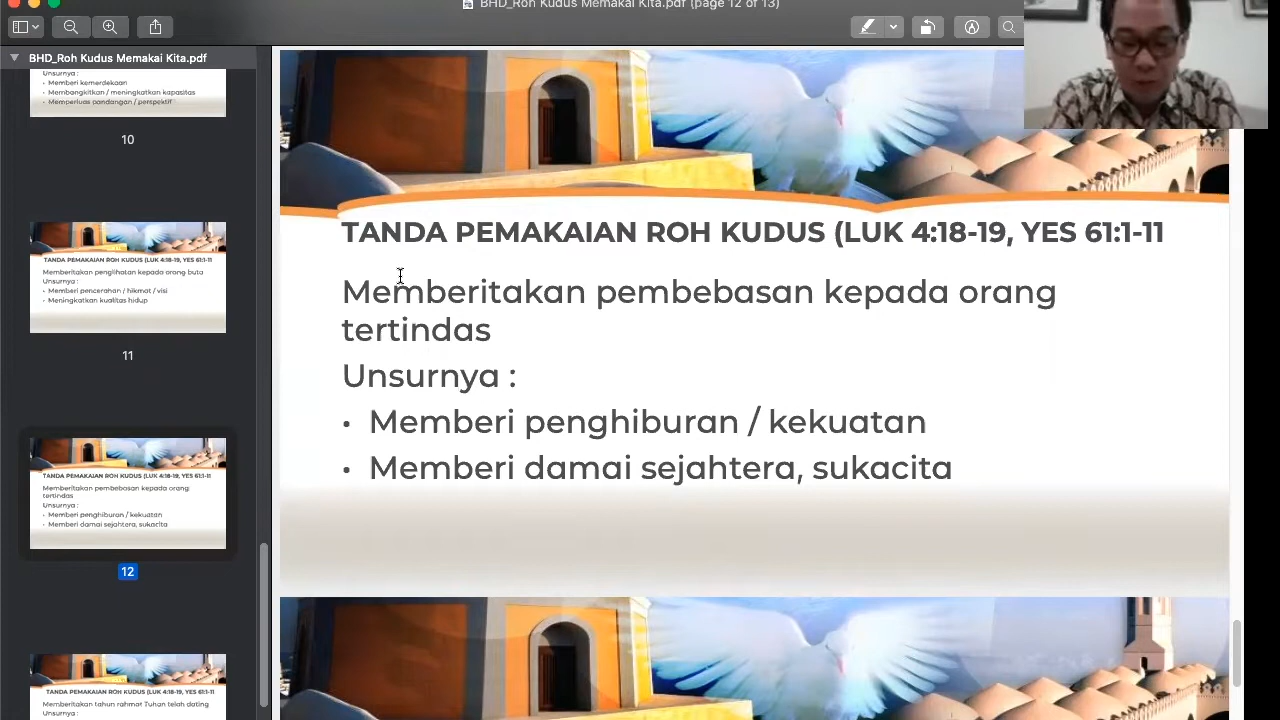 BHD_Roh Kudus Memakai Kita.pdf (page 12 of 13)
BHD_Roh Kudus Memakai Kita.pdf
Unsurnya :
• Memberi kemerdekaan
• Membangkitkan / meningkatkan kapasitas
• Memperluas pandangan / perspektif
10
TANDA PEMAKAIAN ROH KUDUS (LUK 4:18-19, YES 61:1-11
Memberitakan penglihatan kepada orang buta
Unsurnya :
• Memberi pencerahan / hikmat / visi
• Meningkatkan kualitas hidup
11
TANDA PEMAKAIAN ROH KUDUS (LUK 4:18-19, YES 61:1-11
Memberitakan pembebasan kepada orang
tertindas
Unsurnya :
• Memberi penghiburan / kekuatan
• Memberi damai sejahtera, sukacita
12
TANDA PEMAKAIAN ROH KUDUS (LUK 4:18-19, YES 61:1-11
Memberitakan tahun rahmat Tuhan telah dating
Unsurnya :
TANDA PEMAKAIAN ROH KUDUS (LUK 4:18-19, YES 61:1-11
Memberitakan pembebasan kepada orang
tertindas
Unsurnya :
• Memberi penghiburan / kekuatan
• Memberi damai sejahtera, sukacita